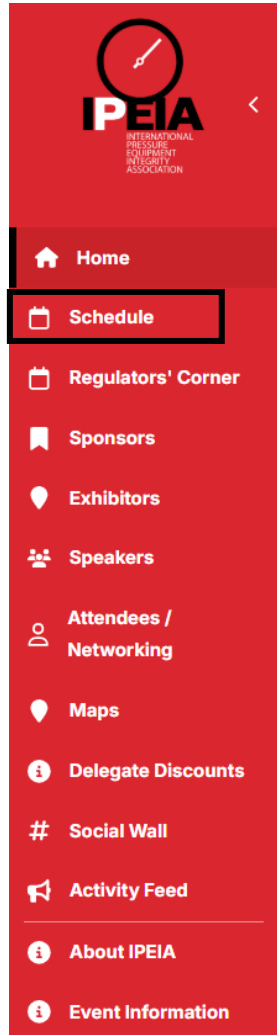 IPEIA
INTERNATIONAL
PRESSURE
EQUIPMENT
INTEGRITY
ASSOCIATION
Home
Schedule
Regulators' Corner
Sponsors
Exhibitors
Speakers
Attendees /
Networking
Maps
Delegate Discounts
# Social Wall
Activity Feed
About IPEIA
Event Information